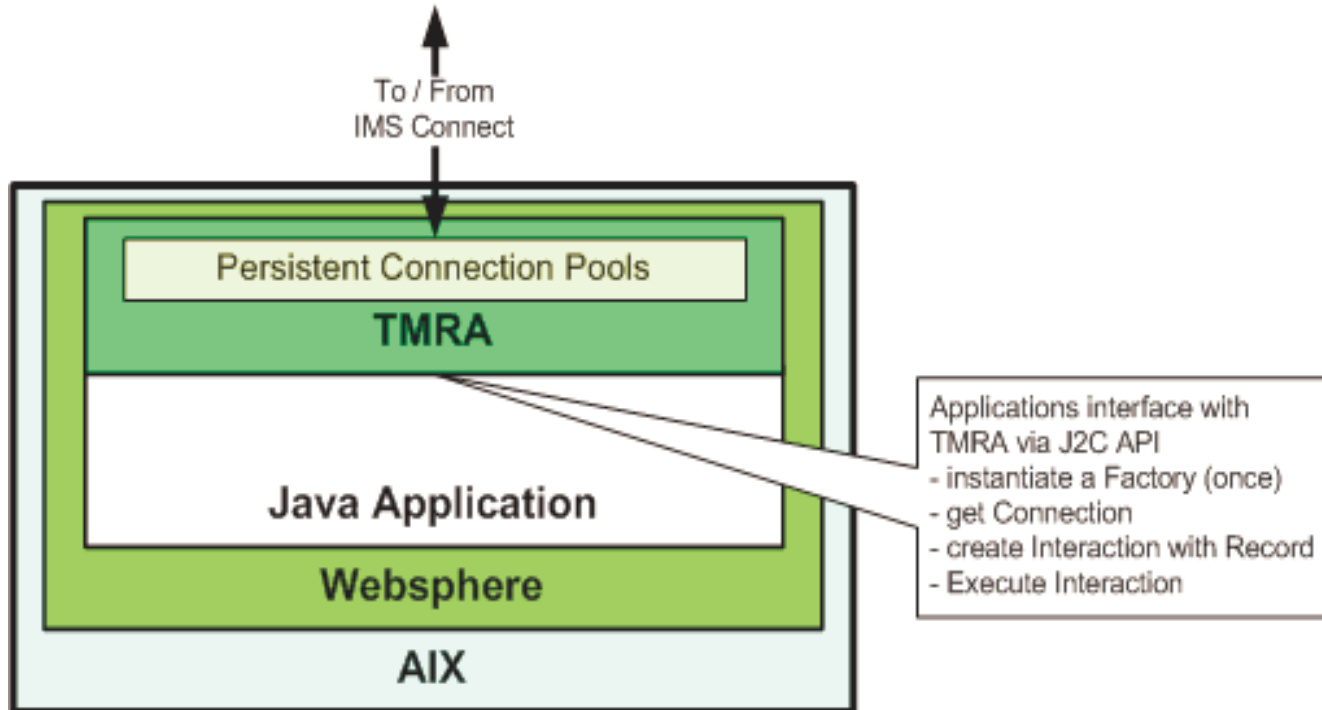 To / From
IMS Connect
Persistent Connection Pools
TMRA
Java Application
Websphere
AIX
Applications interface with
TMRA via J2C API
- instantiate a Factory (once)
- get Connection
- create Interaction with Record
- Execute Interaction